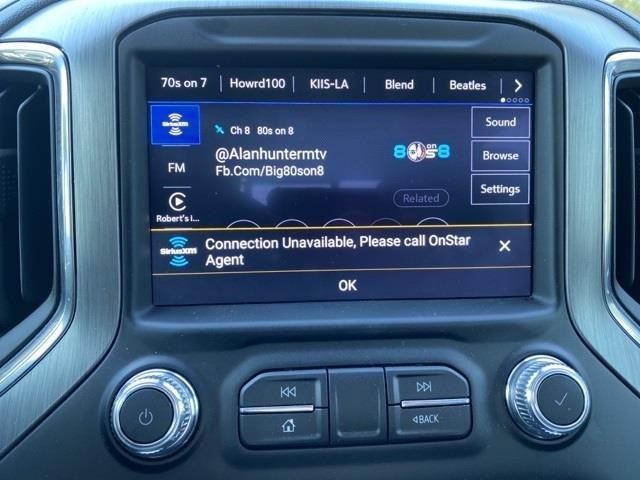 70s on 7 Howrd100 KIIS-LA Blend Beatles
SiriusXM
Ch 8 80s on 8
Sound
@Alanhuntermtv
8 on 80s 8
FM
Fb.Com/Big80son8
Browse
Related
Settings
Robert's i...
SiriusXM
Connection Unavailable, Please call OnStar
Agent
OK
BACK